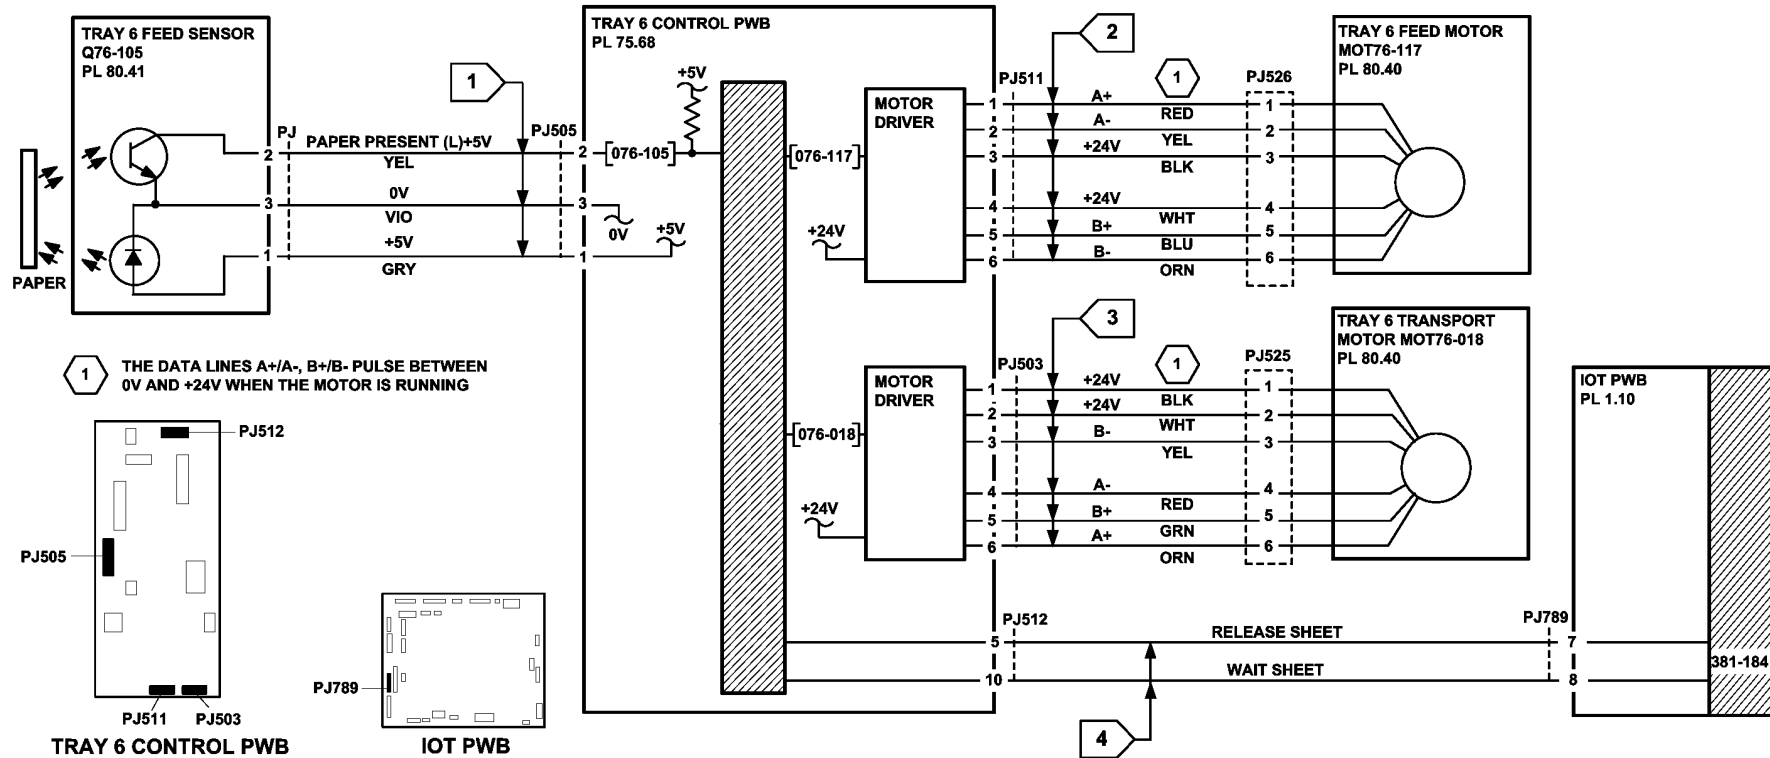 TRAY 6 FEED SENSOR
Q76-105
PL 80.41
PAPER
PJ
2
3
1
PAPER PRESENT (L)+5V
YEL
0V
VIO
+5V
GRY
1
PJ505
2
3
1
TRAY 6 CONTROL PWB
PL 75.68
+5V
[076-105]
0V
+5V
[076-117]
+24V
MOTOR
DRIVER
PJ511
1
2
3
4
5
6
2
A+
RED
A-
YEL
+24V
BLK
+24V
WHT
B+
BLU
B-
ORN
1
PJ526
1
2
3
4
5
6
TRAY 6 FEED MOTOR
MOT76-117
PL 80.40
1
THE DATA LINES A+/A-, B+/B- PULSE BETWEEN
0V AND +24V WHEN THE MOTOR IS RUNNING
[076-018]
+24V
MOTOR
DRIVER
PJ503
1
2
3
4
5
6
3
+24V
BLK
+24V
WHT
B-
YEL
A-
RED
B+
GRN
A+
ORN
1
PJ525
1
2
3
4
5
6
TRAY 6 TRANSPORT
MOTOR MOT76-018
PL 80.40
IOT PWB
PL 1.10
PJ512
5
10
RELEASE SHEET
WAIT SHEET
4
PJ789
7
8
381-184
PJ512
PJ505
PJ511
PJ503
TRAY 6 CONTROL PWB
PJ789
IOT PWB